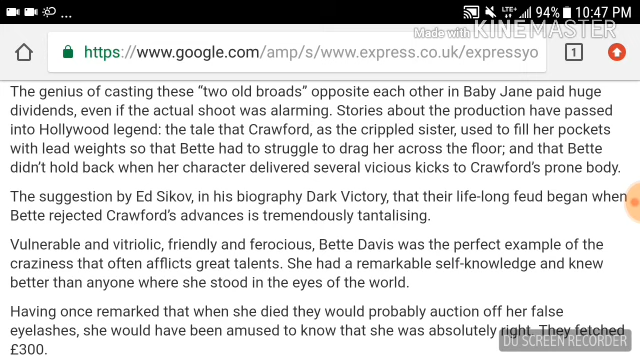 LTE+ 94% 10:47 PM
Made with KINEMASTER
https://www.google.com/amp/s/www.express.co.uk/expressyo 1
The genius of casting these “two old broads” opposite each other in Baby Jane paid huge
dividends, even if the actual shoot was alarming. Stories about the production have passed
into Hollywood legend: the tale that Crawford, as the crippled sister, used to fill her pockets
with lead weights so that Bette had to struggle to drag her across the floor; and that Bette
didn’t hold back when her character delivered several vicious kicks to Crawford’s prone body.
The suggestion by Ed Sikov, in his biography Dark Victory, that their life-long feud began when
Bette rejected Crawford’s advances is tremendously tantalising.
Vulnerable and vitriolic, friendly and ferocious, Bette Davis was the perfect example of the
craziness that often afflicts great talents. She had a remarkable self-knowledge and knew
better than anyone where she stood in the eyes of the world.
Having once remarked that when she died they would probably auction off her false
eyelashes, she would have been amused to know that she was absolutely right. They fetched
£300.
DU SCREEN RECORDER